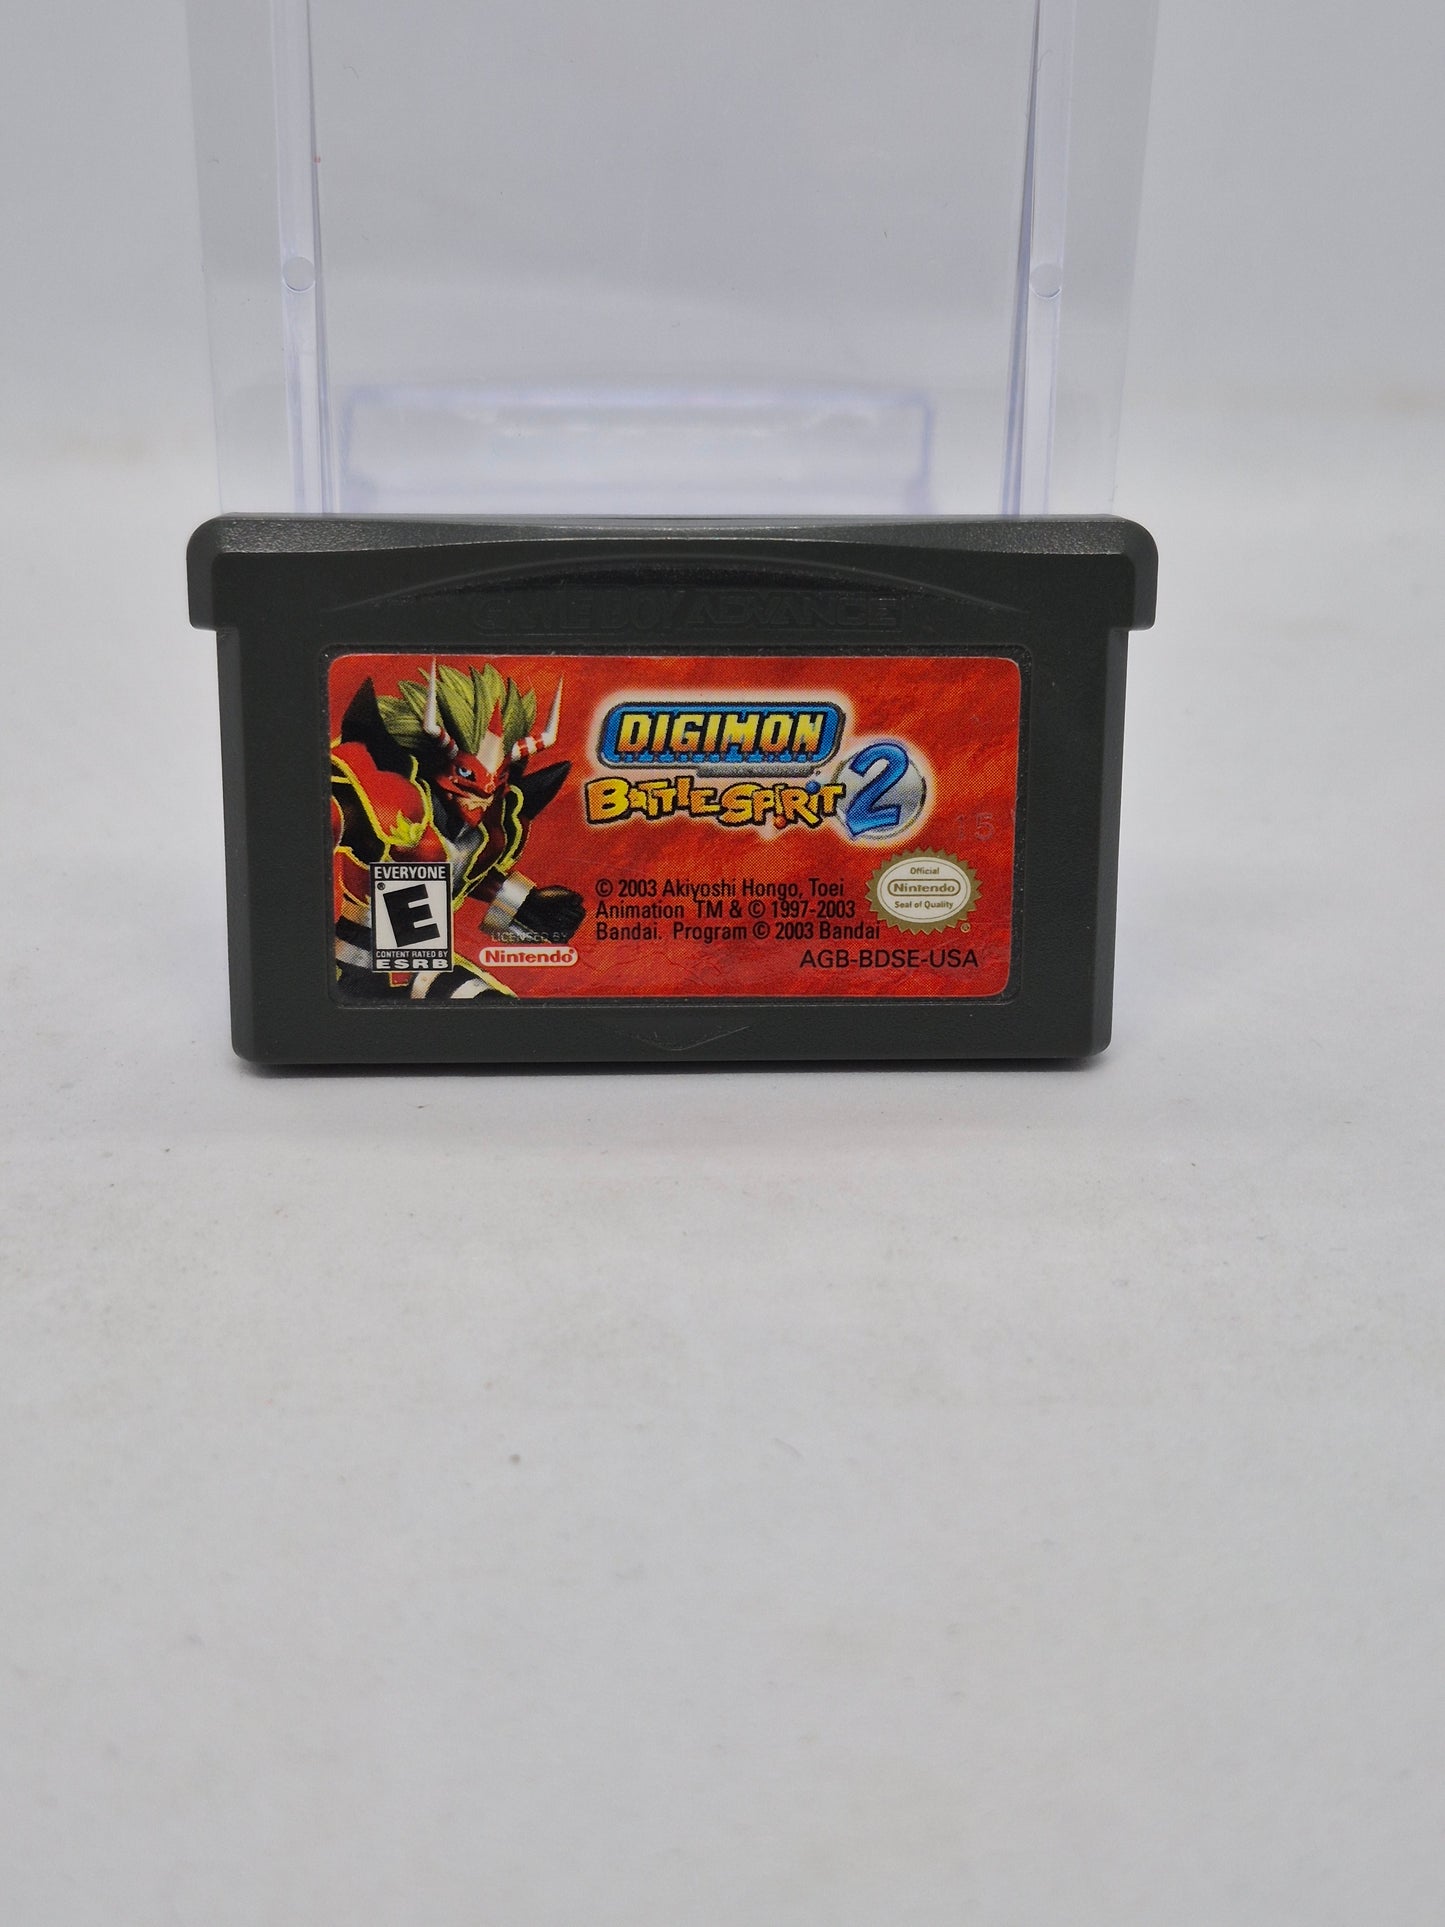 GAME BOY ADVANCE
DIGIMON
BATTLE SPIRIT 2
15
EVERYONE
E
CONTENT RATED BY
ESRB
LICENSED BY
Nintendo®
© 2003 Akiyoshi Hongo, Toei
Animation TM & © 1997-2003
Bandai. Program © 2003 Bandai
Official
Nintendo
Seal of Quality
AGB-BDSE-USA